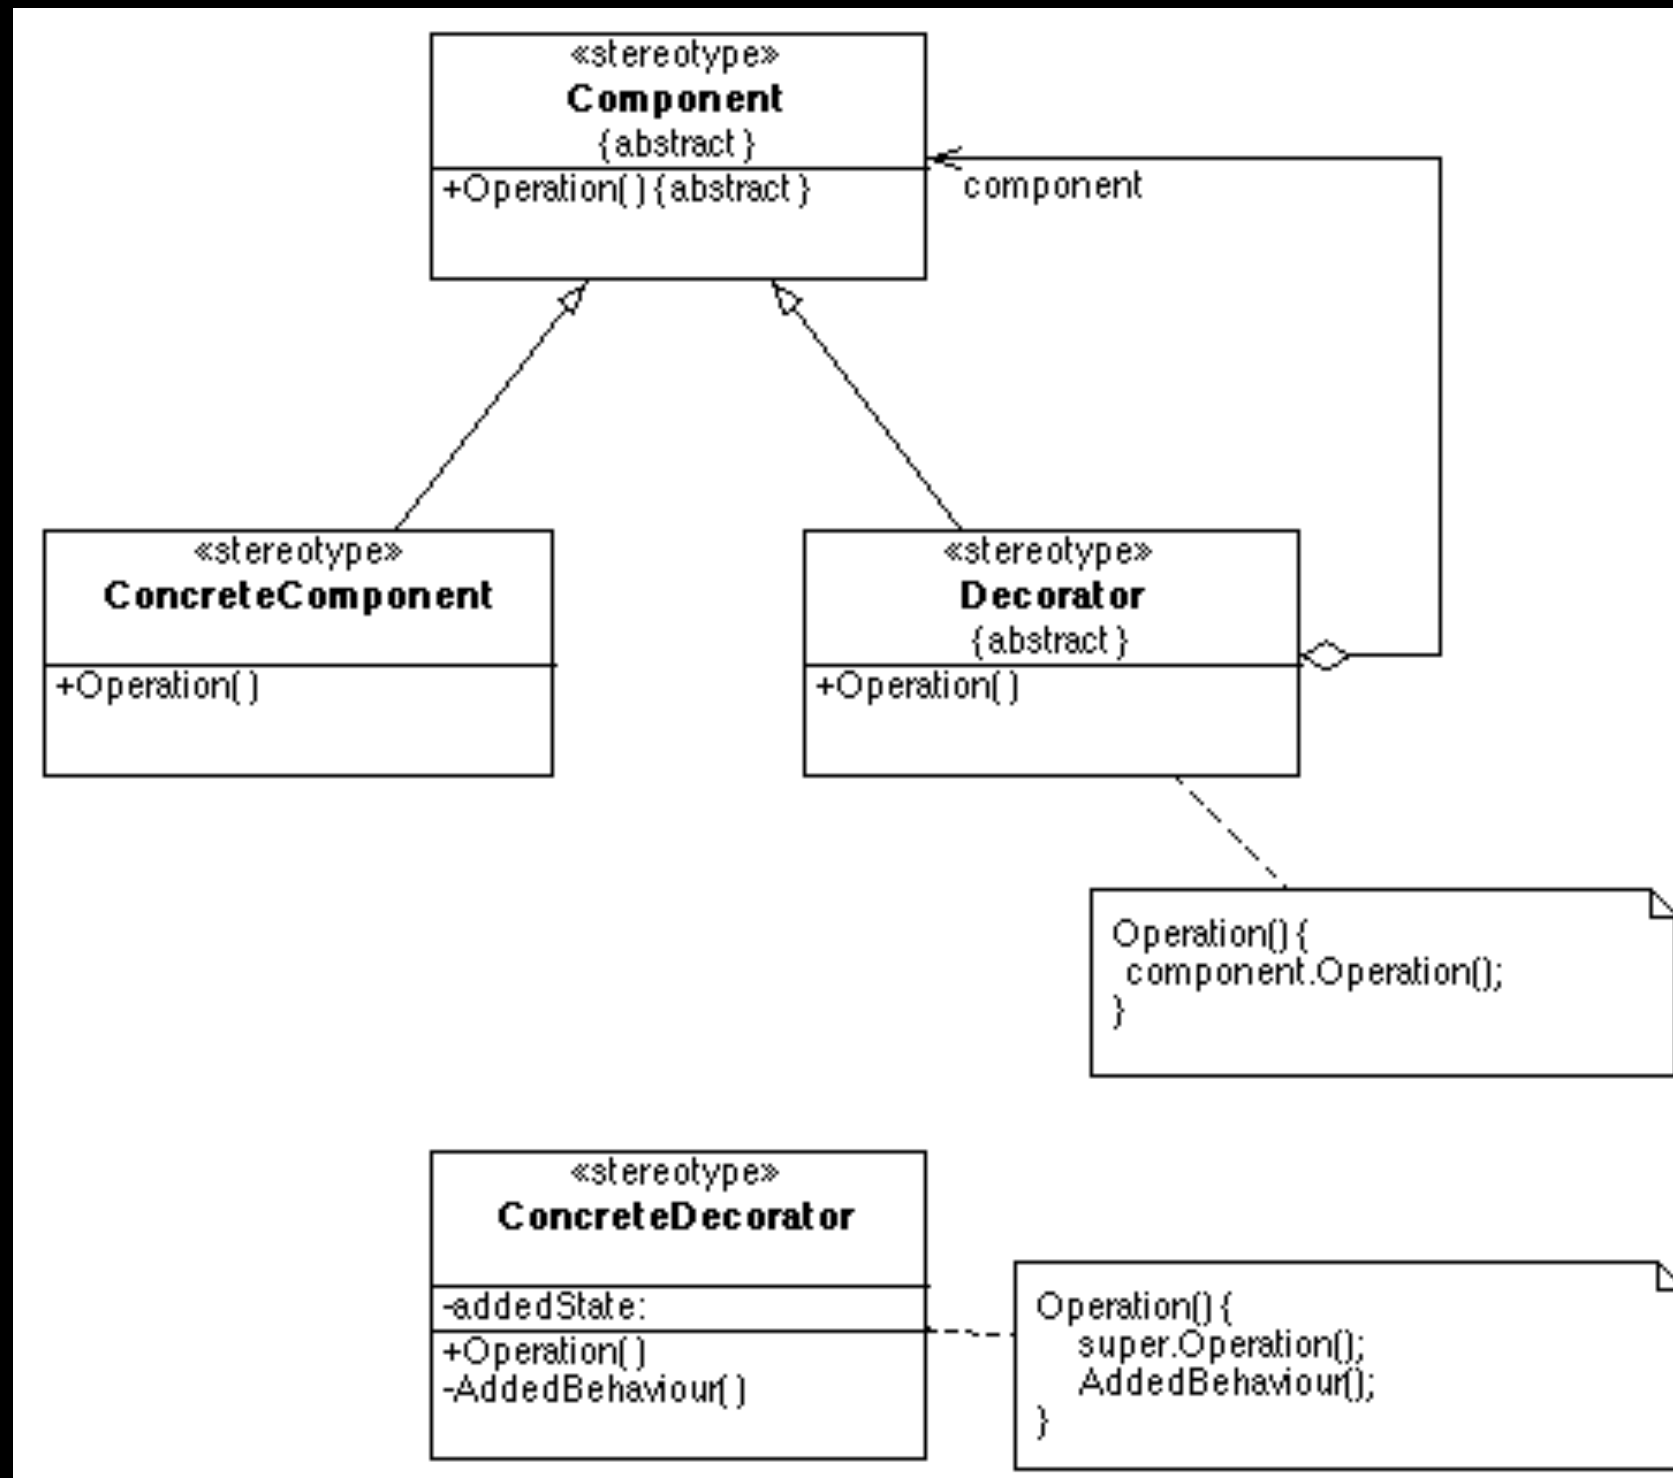 «stereotype»
Component
{abstract}
+Operation(){abstract}
component
«stereotype»
ConcreteComponent
+Operation()
«stereotype»
Decorator
{abstract}
+Operation()
Operation(){
component.Operation();
}
«stereotype»
ConcreteDecorator
-addedState:
+Operation()
-AddedBehaviour()
Operation(){
super.Operation();
AddedBehaviour();
}